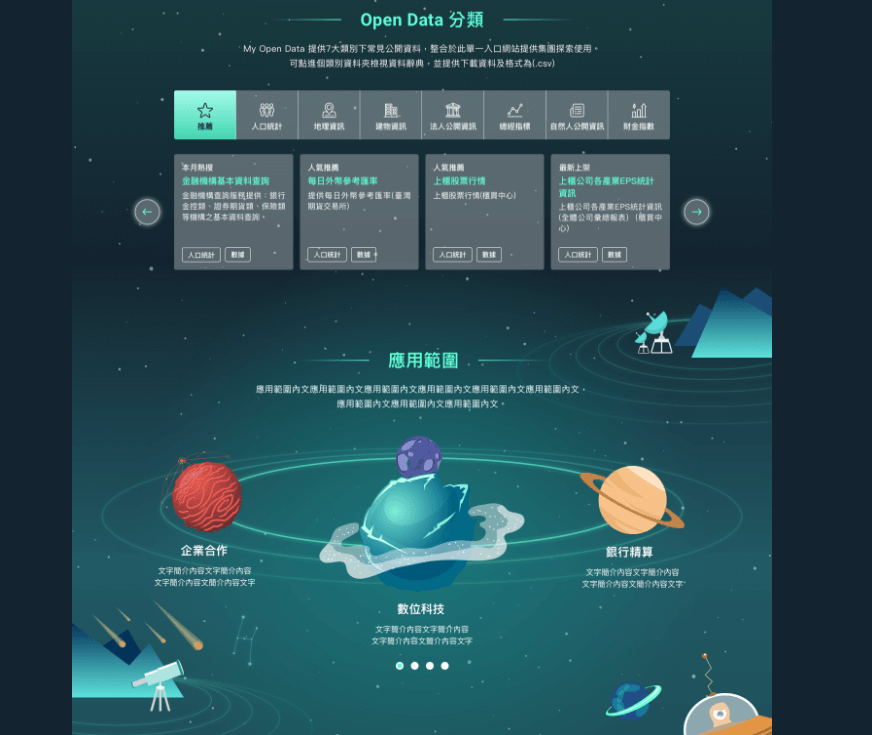 Open Data 分類
My Open Data 提供7大類別下常見公開資料，整合於此單一入口網站提供集團探索使用。
可點進個類別資料夾檢視資料辭典，並提供下載資料及格式為(.csv)
推薦
人口統計
地理資訊
建物資訊
法人公開資訊
總經指標
自然人公開資訊
財金指數
本月熱搜
金融機構基本資料查詢
金融機構查詢服務提供：銀行
金控類、證券期貨類、保險類
等機構之基本資料查詢。
人口統計
數據
人氣推薦
每日外幣參考匯率
提供每日外幣參考匯率(臺灣
期貨交易所)
人口統計
數據
人氣推薦
上櫃股票行情
上櫃股票行情(櫃買中心)
人口統計
數據
最新上架
上櫃公司各產業EPS統計
資訊
上櫃公司各產業EPS統計資訊
(全體公司彙總報表) (櫃買中
心)
人口統計
數據
應用範圍
應用範圍內文應用範圍內文應用範圍內文應用範圍內文應用範圍內文應用範圍內文，
應用範圍內文應用範圍內文應用範圍內文。
企業合作
文字簡介內容文字簡介內容
文字簡介內容文簡介內容文字
數位科技
文字簡介內容文字簡介內容
文字簡介內容文簡介內容文字
銀行精算
文字簡介內容文字簡介內容
文字簡介內容文簡介內容文字